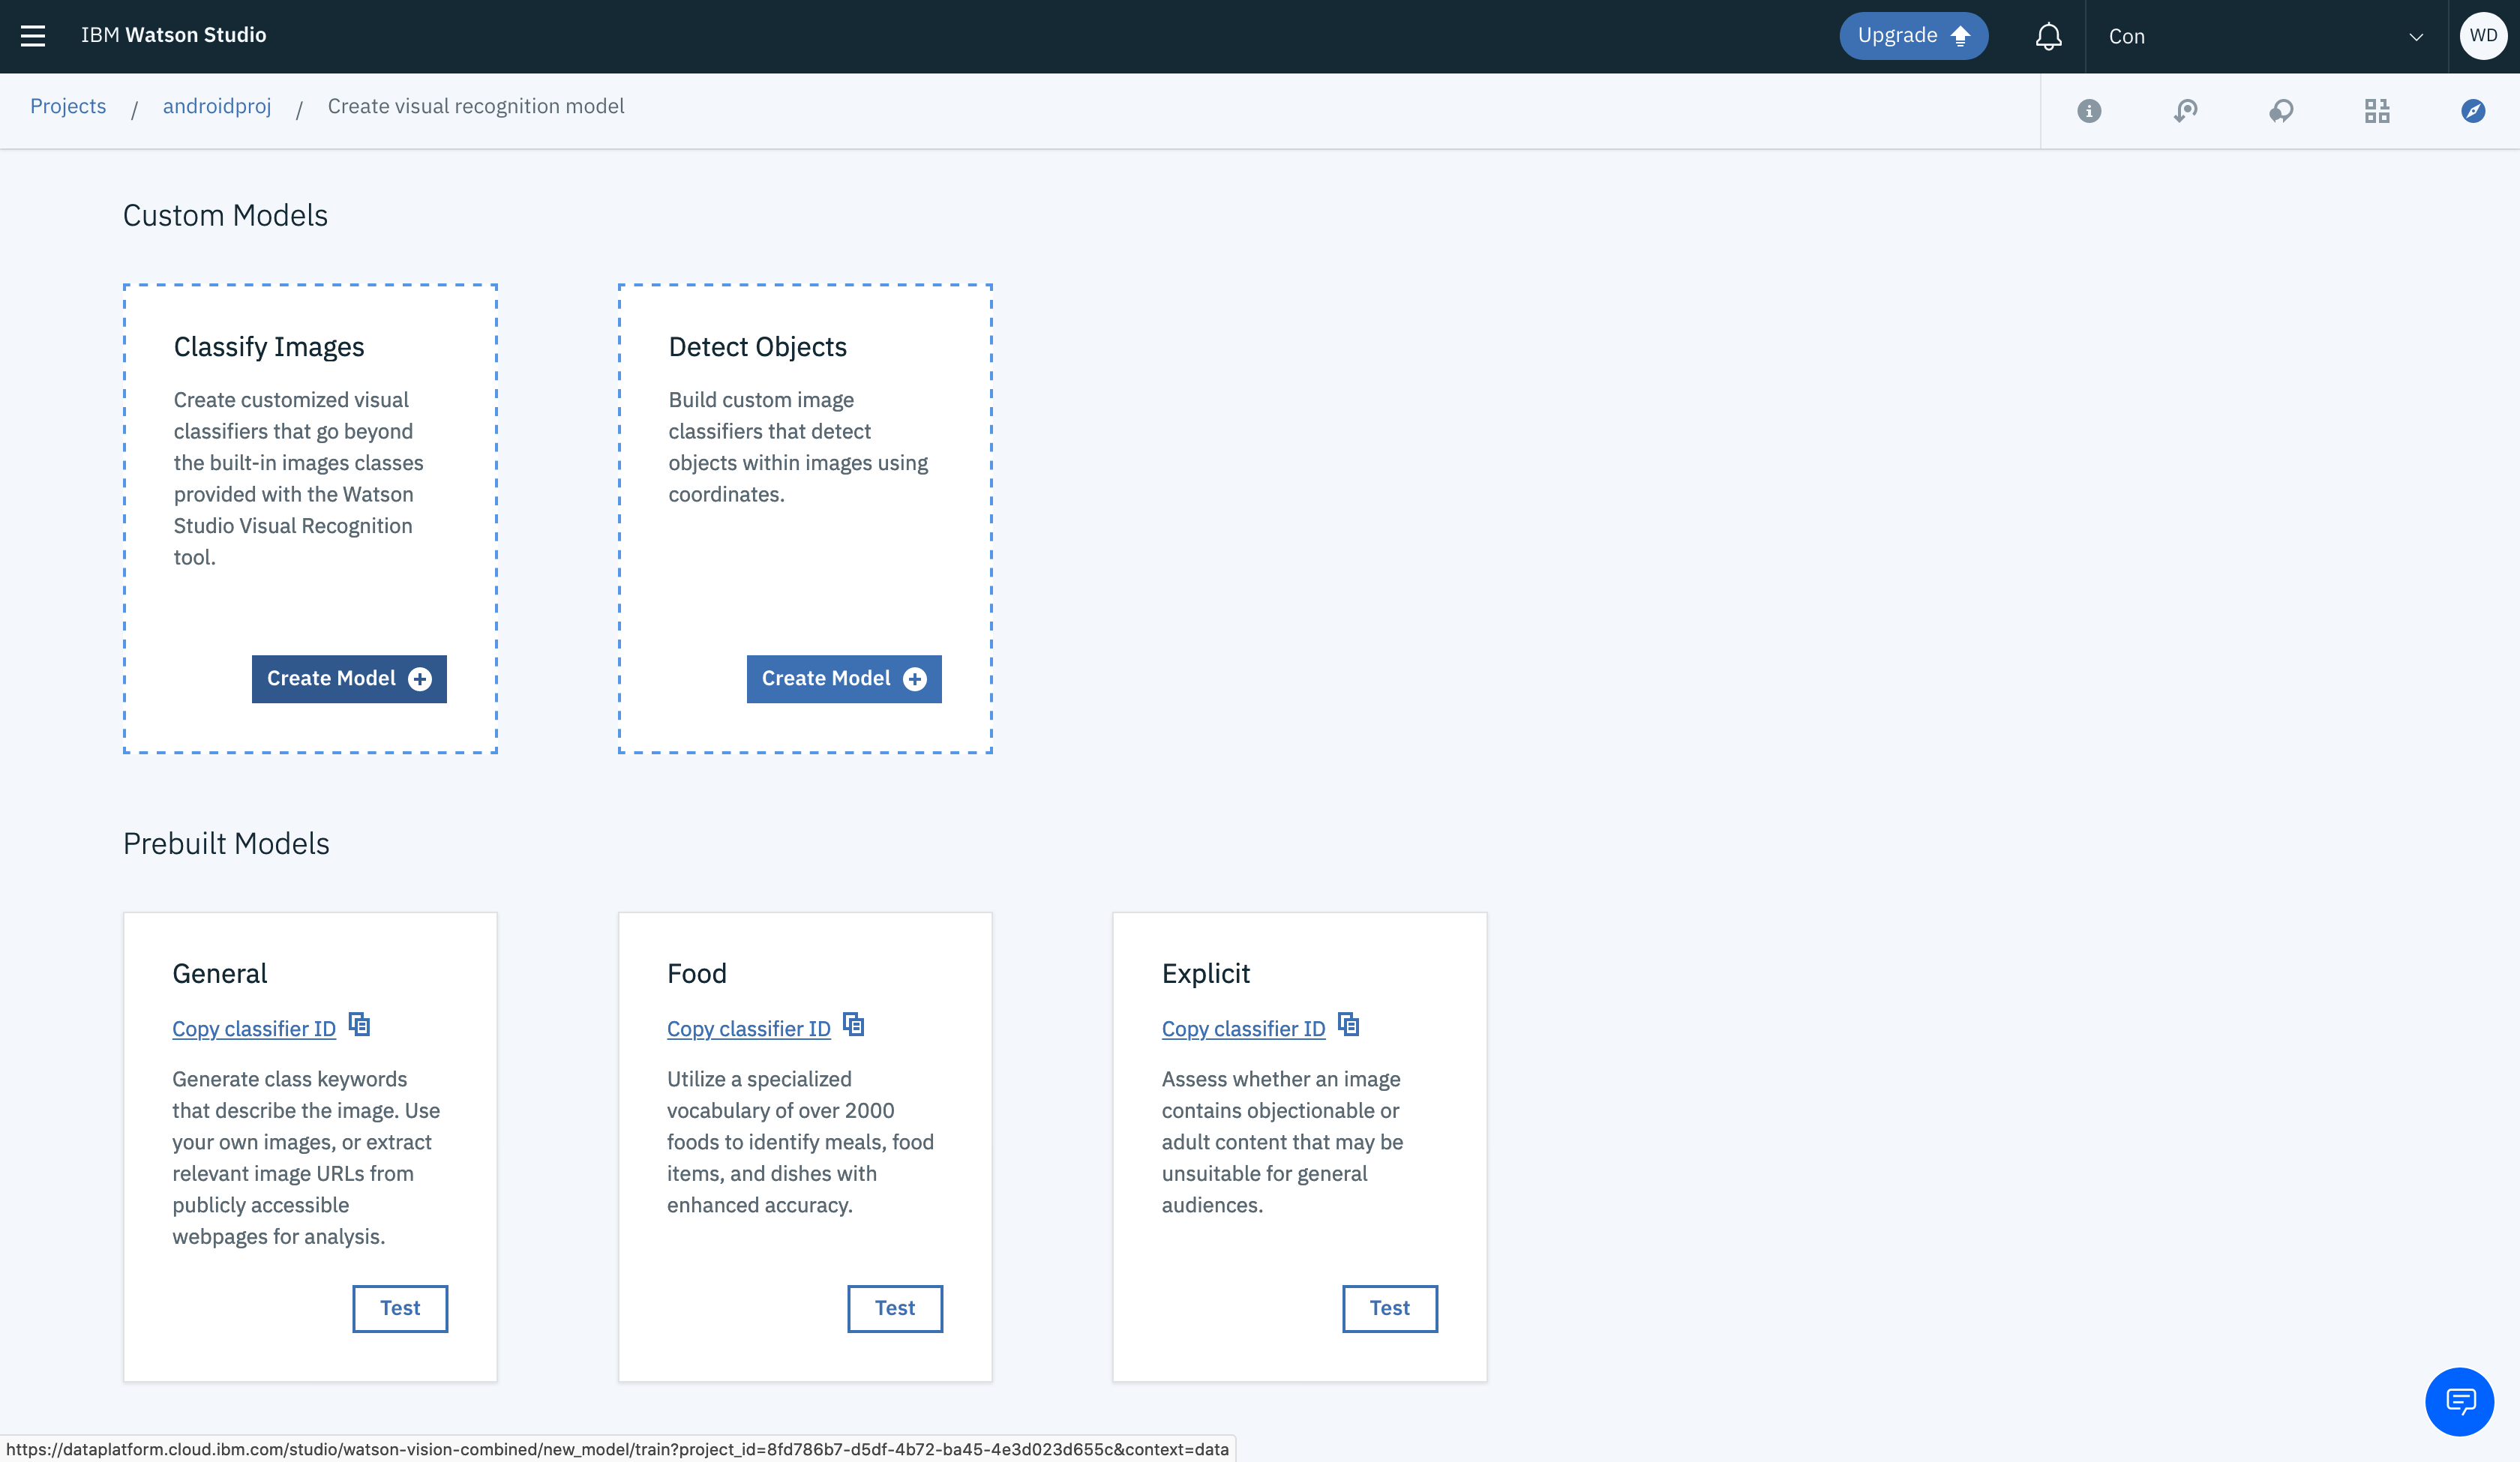 IBM Watson Studio
Upgrade
Con
WD
Projects / androidproj / Create visual recognition model
Custom Models
Classify Images
Create customized visual
classifiers that go beyond
the built-in images classes
provided with the Watson
Studio Visual Recognition
tool.
Create Model
Detect Objects
Build custom image
classifiers that detect
objects within images using
coordinates.
Create Model
Prebuilt Models
General
Copy classifier ID
Generate class keywords
that describe the image. Use
your own images, or extract
relevant image URLs from
publicly accessible
webpages for analysis.
Test
Food
Copy classifier ID
Utilize a specialized
vocabulary of over 2000
foods to identify meals, food
items, and dishes with
enhanced accuracy.
Test
Explicit
Copy classifier ID
Assess whether an image
contains objectionable or
adult content that may be
unsuitable for general
audiences.
Test
https://dataplatform.cloud.ibm.com/studio/watson-vision-combined/new_model/train?project_id=8fd786b7-d5df-4b72-ba45-4e3d023d655c&context=data